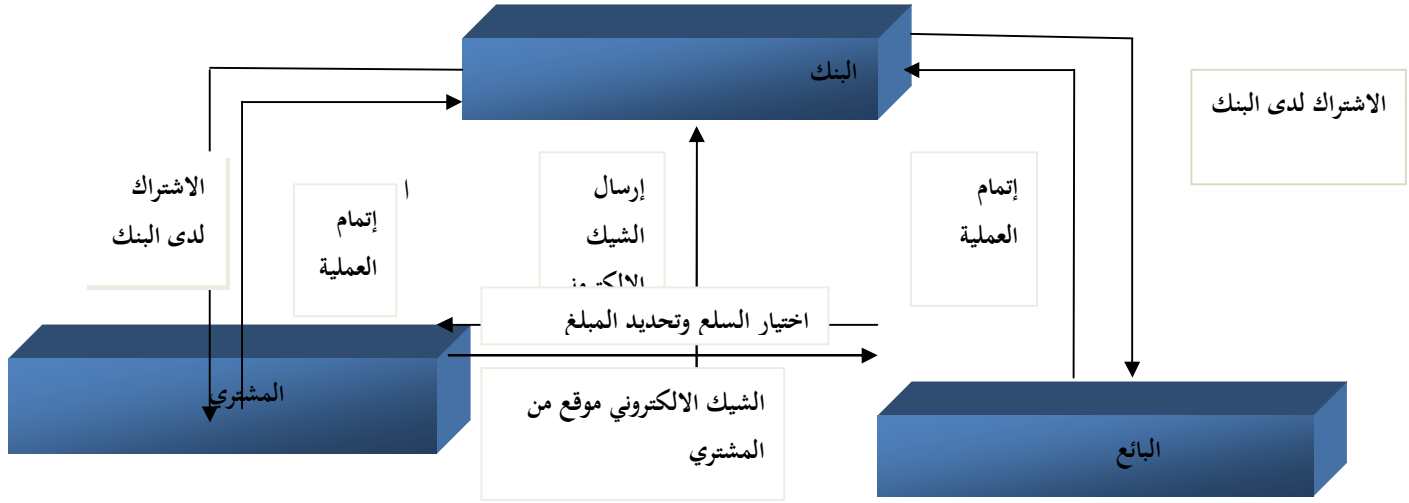 البنك
الاشتراك لدى البنك
إتمام
العملية
إرسال
الشيك
ا
إتمام
العملية
الاشتراك
لدى البنك
اختيار السلع وتحديد المبلغ
الشيك الالكتروني موقع من
المشتري
المشتري
البائع